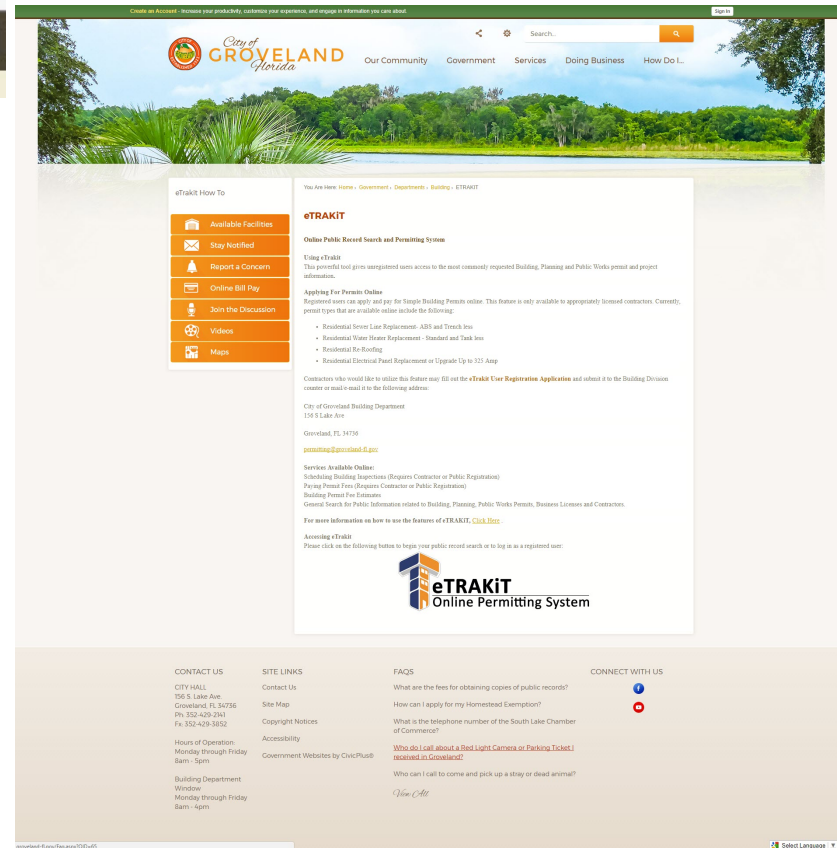 Create an Account - Increase your productivity, customize your experience, and engage in information you care about.
Sign In
City of
GROVELAND
Florida
Search...
Our Community
Government
Services
Doing Business
How Do I...
eTrakit How To
Available Facilities
Stay Notified
Report a Concern
Online Bill Pay
Join the Discussion
Videos
Maps
You Are Here: Home › Government › Departments › Building › ETRAKIT
eTRAKiT
Online Public Record Search and Permitting System
Using eTrakit
This powerful tool gives unregistered users access to the most commonly requested Building, Planning and Public Works permit and project
information.
Applying For Permits Online
Registered users can apply and pay for Simple Building Permits online. This feature is only available to appropriately licensed contractors. Currently,
permit types that are available online include the following:
• Residential Sewer Line Replacement- ABS and Trench less
• Residential Water Heater Replacement - Standard and Tank less
• Residential Re-Roofing
• Residential Electrical Panel Replacement or Upgrade Up to 325 Amp
Contractors who would like to utilize this feature may fill out the eTrakit User Registration Application and submit it to the Building Division
counter or mail/e-mail it to the following address:
City of Groveland Building Department
156 S Lake Ave
Groveland, FL 34736
permitting@groveland-fl.gov
Services Available Online:
Scheduling Building Inspections (Requires Contractor or Public Registration)
Paying Permit Fees (Requires Contractor or Public Registration)
Building Permit Fee Estimates
General Search for Public Information related to Building, Planning, Public Works Permits, Business Licenses and Contractors.
For more information on how to use the features of eTRAKiT, Click Here
Accessing eTrakit
Please click on the following button to begin your public record search or to log in as a registered user:
eTRAKiT
Online Permitting System
CONTACT US
CITY HALL
156 S. Lake Ave.
Groveland, FL 34736
Ph. 352-429-2141
Fx. 352-429-3852
Hours of Operation:
Monday through Friday
8am - 5pm
Building Department
Window
Monday through Friday
8am - 4pm
SITE LINKS
Contact Us
Site Map
Copyright Notices
Accessibility
Government Websites by CivicPlus®
FAQS
What are the fees for obtaining copies of public records?
How can I apply for my Homestead Exemption?
What is the telephone number of the South Lake Chamber
of Commerce?
Who do I call about a Red Light Camera or Parking Ticket I
received in Groveland?
Who can I call to come and pick up a stray or dead animal?
View All
CONNECT WITH US
groveland-fl.gov/Faq.aspx?QID=65
Select Language ▼